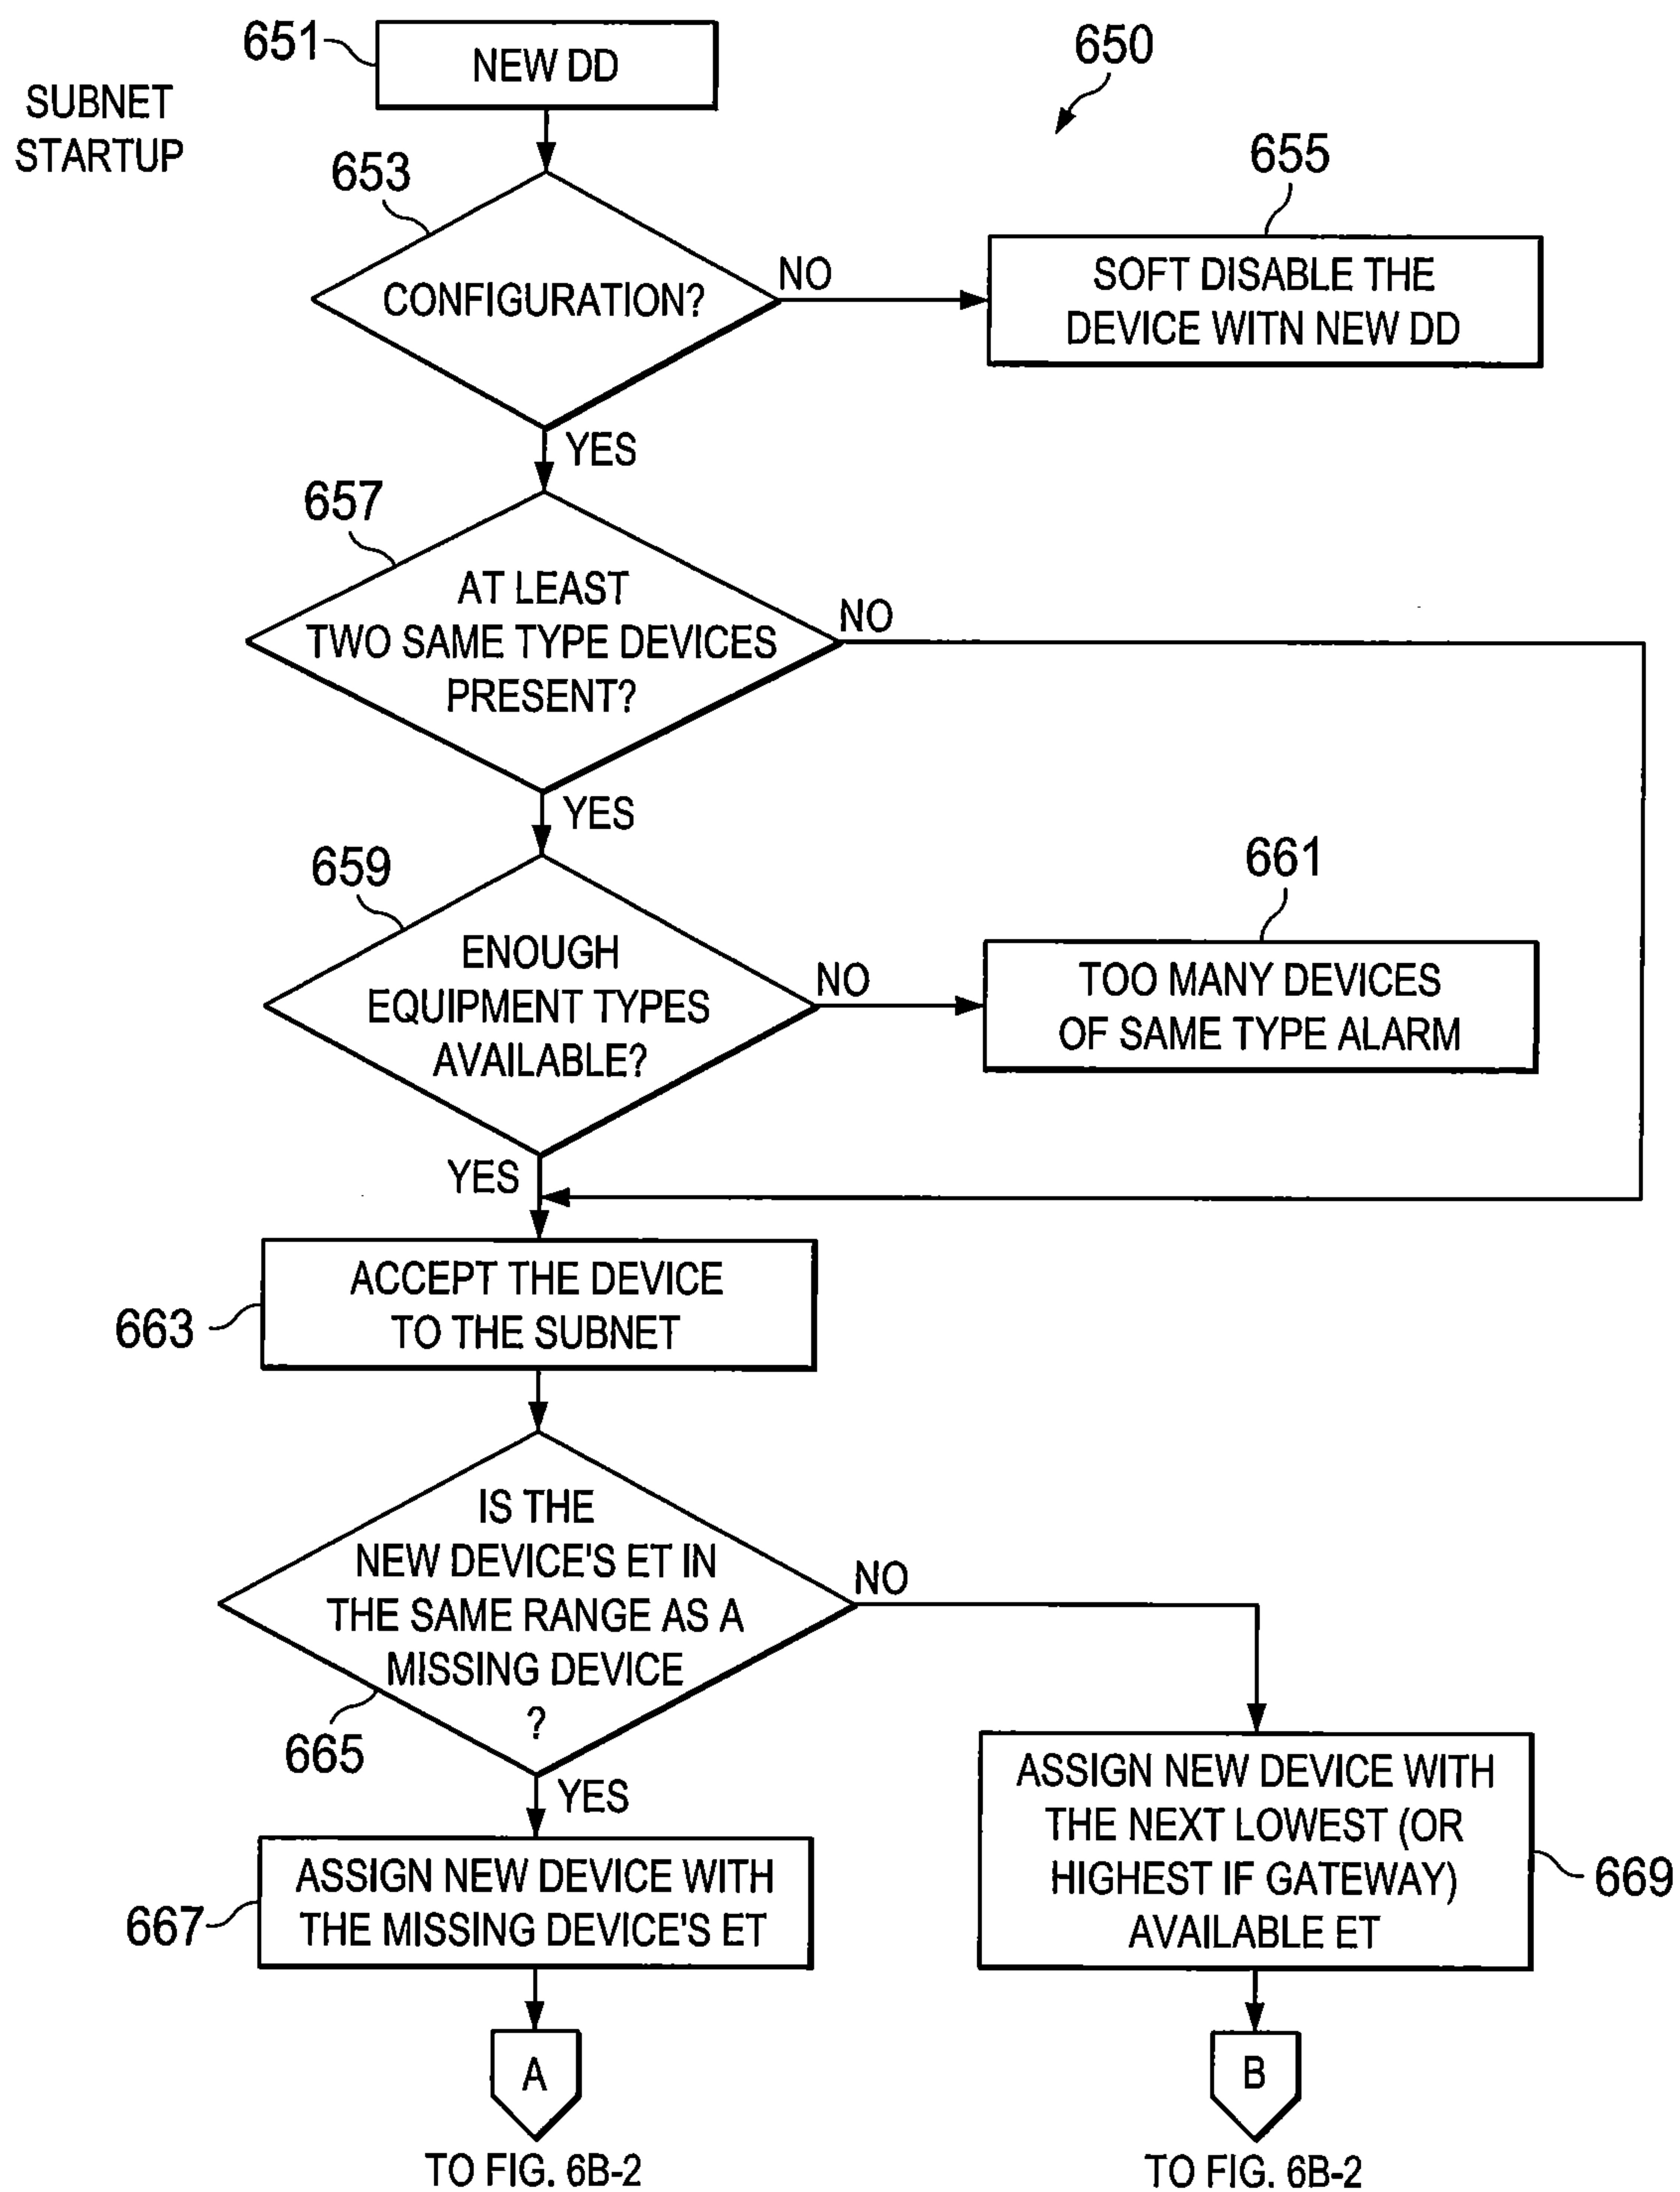 651
NEW DD
650
SUBNET
STARTUP
653
655
CONFIGURATION?
NO
SOFT DISABLE THE
DEVICE WITN NEW DD
YES
657
AT LEAST
TWO SAME TYPE DEVICES
PRESENT?
NO
YES
659
661
ENOUGH
EQUIPMENT TYPES
AVAILABLE?
NO
TOO MANY DEVICES
OF SAME TYPE ALARM
YES
ACCEPT THE DEVICE
TO THE SUBNET
663
IS THE
NEW DEVICE'S ET IN
THE SAME RANGE AS A
MISSING DEVICE
?
NO
665
YES
ASSIGN NEW DEVICE WITH
THE MISSING DEVICE'S ET
667
ASSIGN NEW DEVICE WITH
THE NEXT LOWEST (OR
HIGHEST IF GATEWAY)
AVAILABLE ET
669
A
B
TO FIG. 6B-2
TO FIG. 6B-2